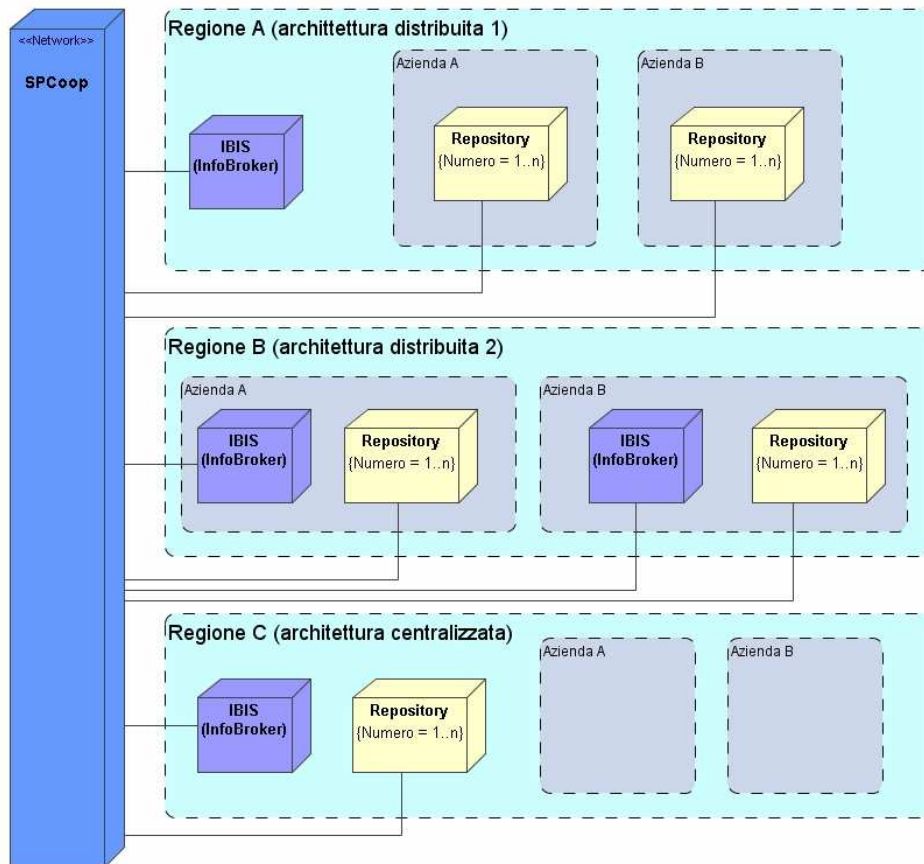 <<Network>>
SPCoop
Regione A (archittettura distribuita 1)
Azienda A
Azienda B
IBIS
(InfoBroker)
Repository
{Numero = 1..n}
Repository
{Numero = 1..n}
Regione B (architettura distribuita 2)
Azienda A
Azienda B
IBIS
(InfoBroker)
Repository
{Numero = 1..n}
IBIS
(InfoBroker)
Repository
{Numero = 1..n}
Regione C (architettura centralizzata)
Azienda A
Azienda B
IBIS
(InfoBroker)
Repository
{Numero = 1..n}